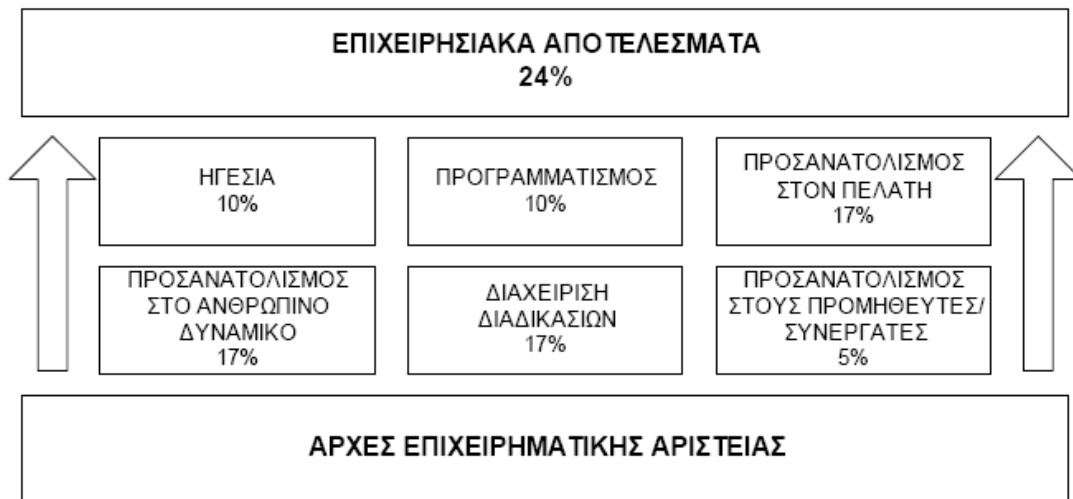 ΕΠΙΧΕΙΡΗΣΙΑΚΑ ΑΠΟΤΕΛΕΣΜΑΤΑ
24%
ΗΓΕΣΙΑ
10%
ΠΡΟΓΡΑΜΜΑΤΙΣΜΟΣ
10%
ΠΡΟΣΑΝΑΤΟΛΙΣΜΟΣ
ΣΤΟΝ ΠΕΛΑΤΗ
17%
ΠΡΟΣΑΝΑΤΟΛΙΣΜΟΣ
ΣΤΟ ΑΝΘΡΩΠΙΝΟ
ΔΥΝΑΜΙΚΟ
17%
ΔΙΑΧΕΙΡΙΣΗ
ΔΙΑΔΙΚΑΣΙΩΝ
17%
ΠΡΟΣΑΝΑΤΟΛΙΣΜΟΣ
ΣΤΟΥΣ ΠΡΟΜΗΘΕΥΤΕΣ/
ΣΥΝΕΡΓΑΤΕΣ
5%
ΑΡΧΕΣ ΕΠΙΧΕΙΡΗΜΑΤΙΚΗΣ ΑΡΙΣΤΕΙΑΣ